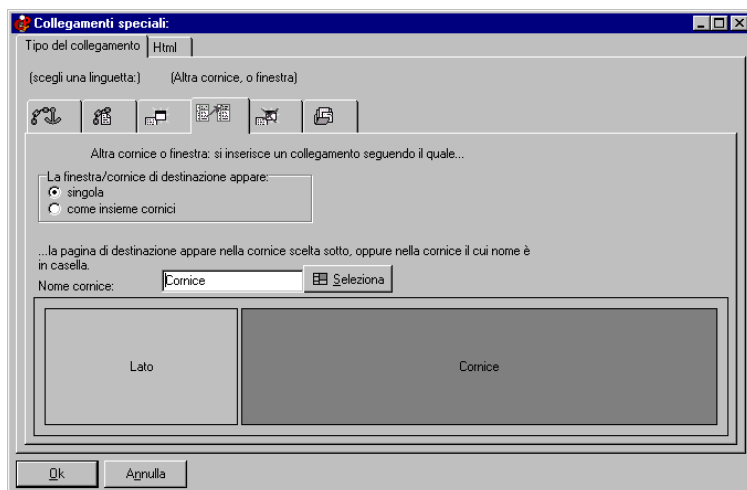 Collegamenti speciali:
Tipo del collegamento Html
(scegli una linguetta:) (Altra cornice, o finestra)
Altra cornice o finestra: si inserisce un collegamento seguendo il quale...
La finestra/cornice di destinazione appare:
singola
come insieme cornici
...la pagina di destinazione appare nella cornice scelta sotto, oppure nella cornice il cui nome è
in casella.
Nome cornice: Cornice Seleziona
Lato Cornice
Ok Annulla